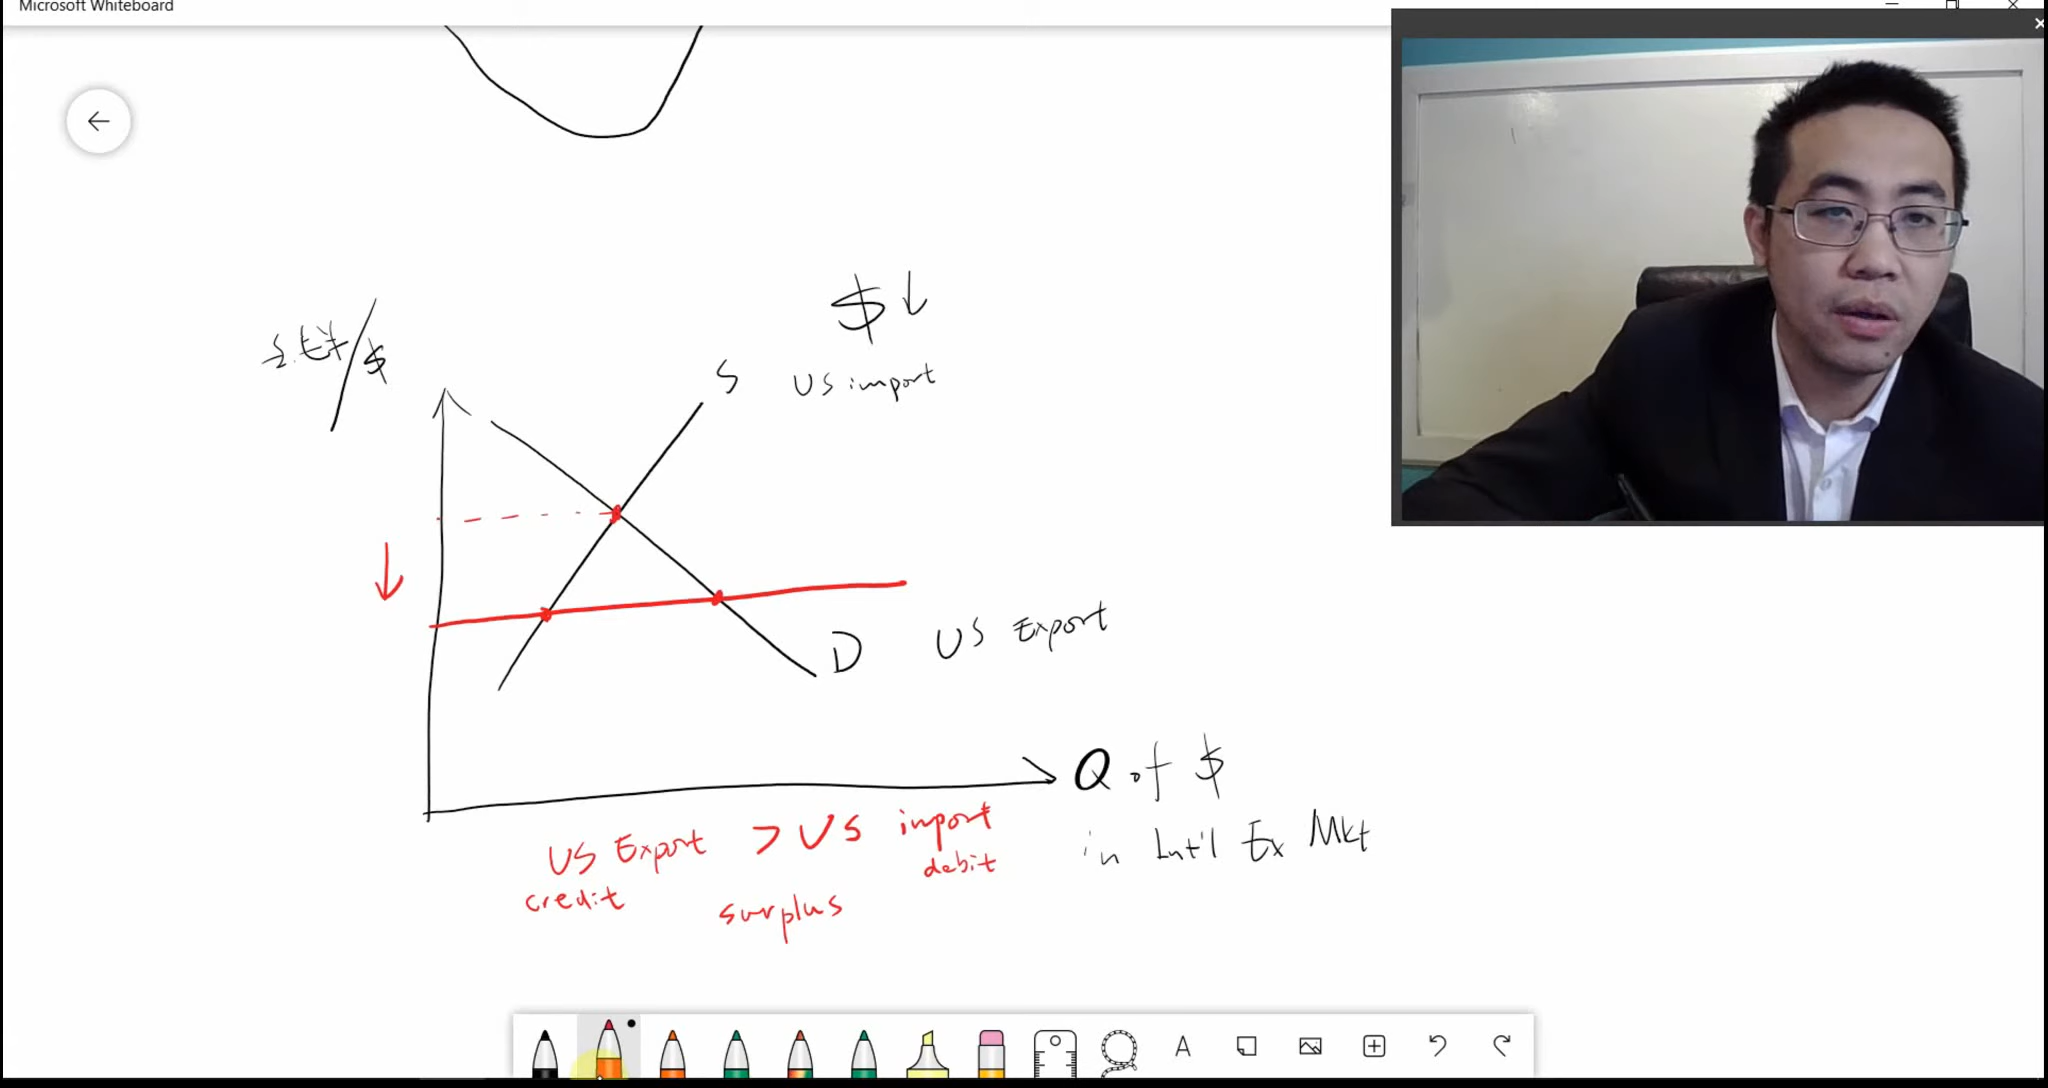 Microsoft Whiteboard
$↓
/$
S
US import
D
US Export
Q of $
in Int'l Ex Mkt
US Export > US import
credit
debit
surplus
A